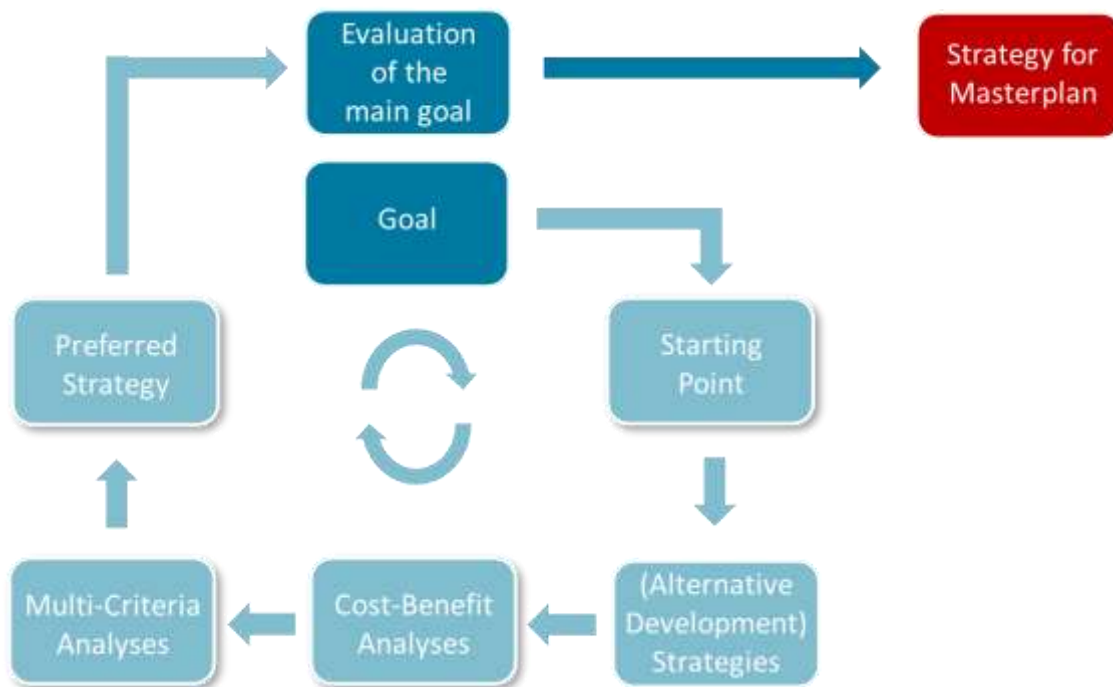 Evaluation
of the
main goal
Strategy for
Masterplan
Goal
Preferred
Strategy
Starting
Point
Multi-Criteria
Analyses
Cost-Benefit
Analyses
(Alternative
Development)
Strategies